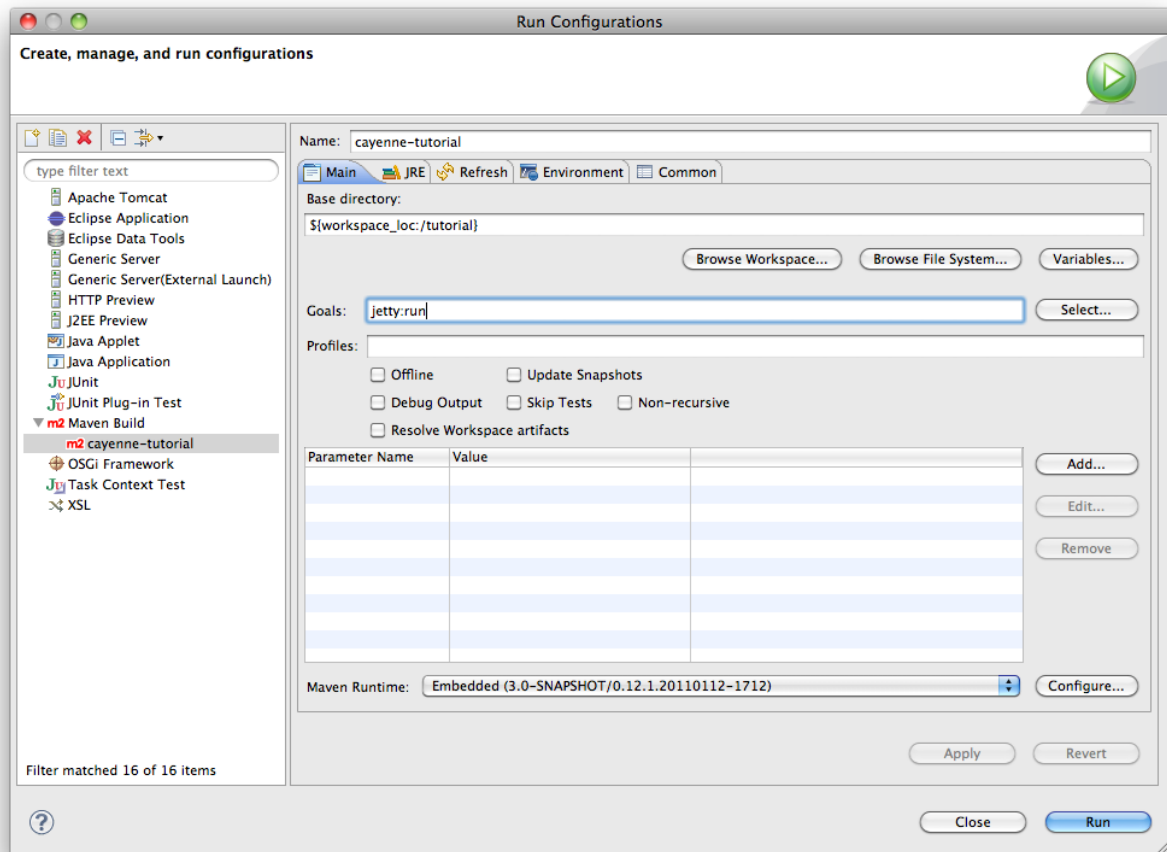 Run Configurations
Create, manage, and run configurations
type filter text
Apache Tomcat
Eclipse Application
Eclipse Data Tools
Generic Server
Generic Server(External Launch)
HTTP Preview
J2EE Preview
Java Applet
Java Application
Ju JUnit
Ju JUnit Plug-in Test
m2 Maven Build
m2 cayenne-tutorial
OSGi Framework
Ju Task Context Test
XSL
Filter matched 16 of 16 items
Name: cayenne-tutorial
Main JRE Refresh Environment Common
Base directory:
${workspace_loc:/tutorial}
Browse Workspace... Browse File System... Variables...
Goals: jetty:run Select...
Profiles:
Offline Update Snapshots
Debug Output Skip Tests Non-recursive
Resolve Workspace artifacts
Parameter Name Value
Add...
Edit...
Remove
Maven Runtime: Embedded (3.0-SNAPSHOT/0.12.1.20110112-1712) Configure...
Apply Revert
? Close Run